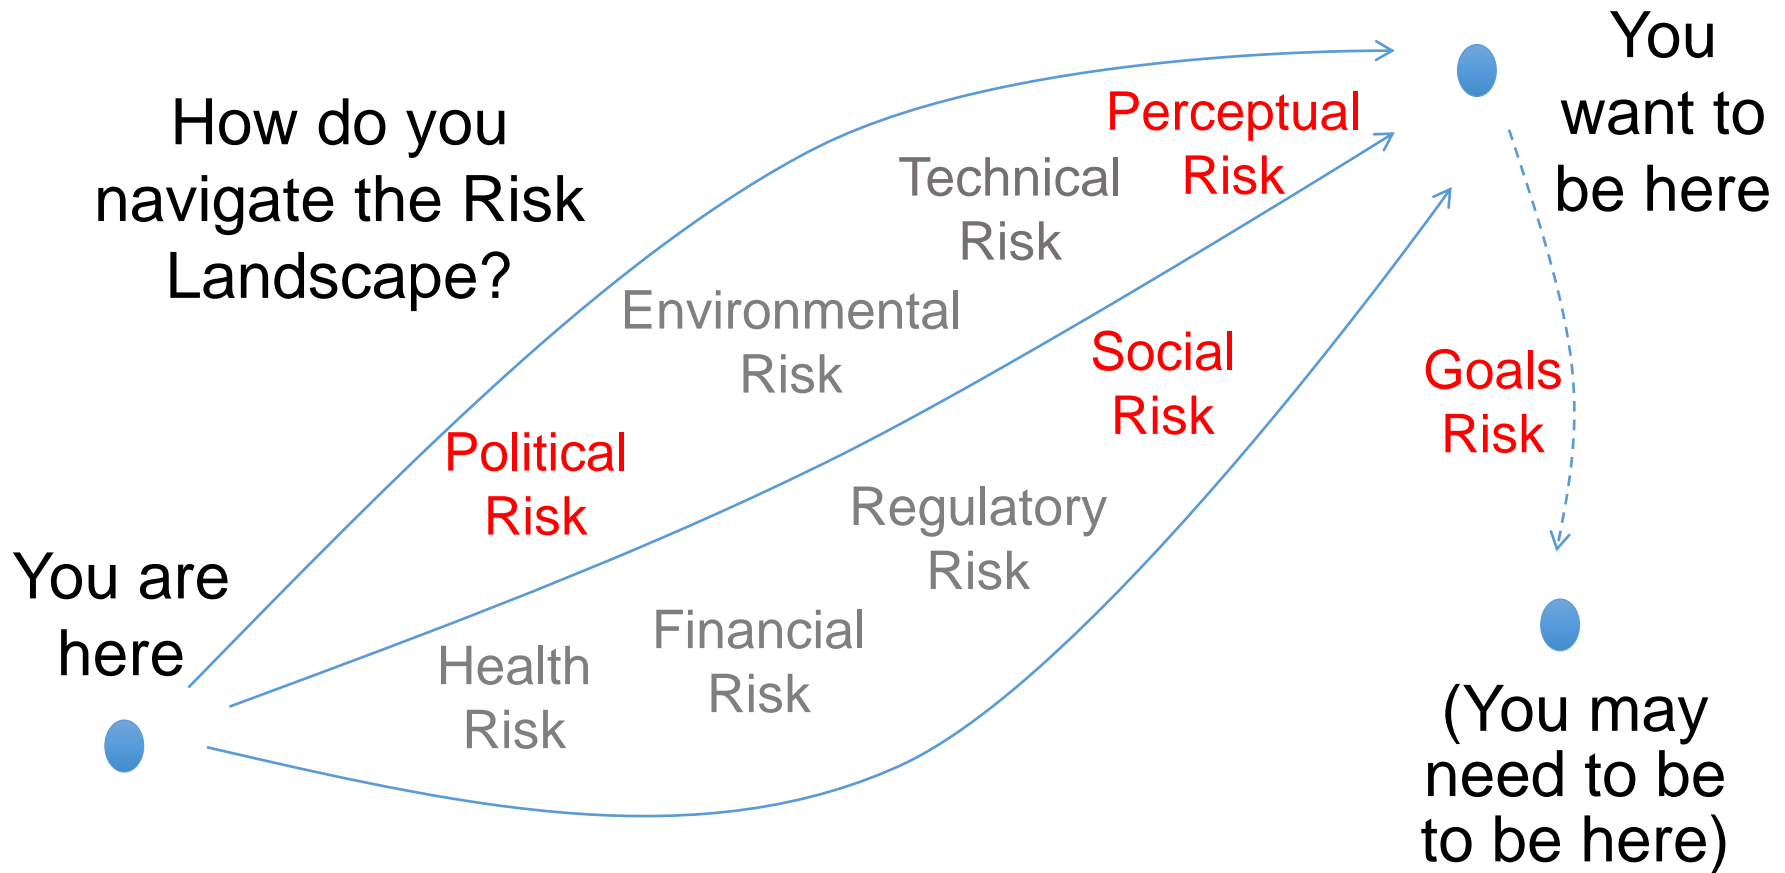 How do you
navigate the Risk
Landscape?
You
want to
be here
Perceptual
Risk
Technical
Risk
Environmental
Risk
Social
Risk
Goals
Risk
Political
Risk
Regulatory
Risk
You are
here
Financial
Risk
Health
Risk
(You may
need to be
to be here)